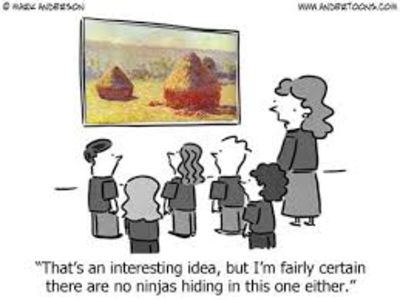 © MARK ANDERSON
WWW.ANDERTOONS.COM
"That's an interesting idea, but I'm fairly certain
there are no ninjas hiding in this one either."